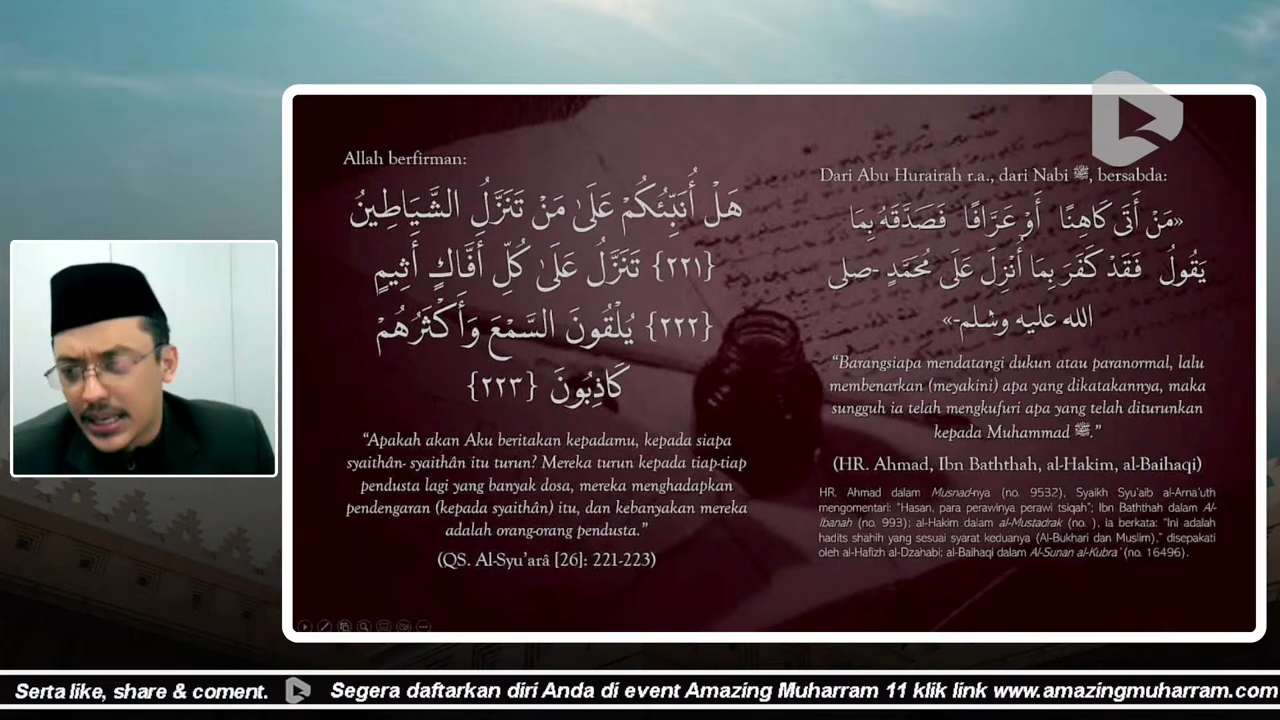 Allah berfirman:
هَلْ أُنَبِّئُكُمْ عَلَىٰ مَنْ تَنَزَّلُ الشَّيَاطِينُ
{٢٢١} تَنَزَّلُ عَلَىٰ كُلِّ أَفَّاكٍ أَثِيمٍ
{٢٢٢} يُلْقُونَ السَّمْعَ وَأَكْثَرُهُمْ
كَاذِبُونَ {٢٢٣}
“Apakah akan Aku beritakan kepadamu, kepada siapa
syaithân- syaithân itu turun? Mereka turun kepada tiap-tiap
pendusta lagi yang banyak dosa, mereka menghadapkan
pendengaran (kepada syaithân) itu, dan kebanyakan mereka
adalah orang-orang pendusta.”
(QS. Al-Syu’arâ [26]: 221-223)
Dari Abu Hurairah r.a., dari Nabi ﷺ, bersabda:
«مَنْ أَتَى كَاهِنًا أَوْ عَرَّافًا فَصَدَّقَهُ بِمَا
يَقُولُ فَقَدْ كَفَرَ بِمَا أُنْزِلَ عَلَى مُحَمَّدٍ -صلى
الله عليه وسلم-»
“Barangsiapa mendatangi dukun atau paranormal, lalu
membenarkan (meyakini) apa yang dikatakannya, maka
sungguh ia telah mengkufuri apa yang telah diturunkan
kepada Muhammad ﷺ.”
(HR. Ahmad, Ibn Baththah, al-Hakim, al-Baihaqi)
HR. Ahmad dalam Musnad-nya (no. 9532), Syaikh Syu’aib al-Arna’uth
mengomentari: “Hasan, para perawinya perawi tsiqah”; Ibn Baththah dalam Al-
Ibanah (no. 993); al-Hakim dalam al-Mustadrak (no. ), ia berkata: “Ini adalah
hadits shahih yang sesuai syarat keduanya (Al-Bukhari dan Muslim),” disepakati
oleh al-Hafizh al-Dzahabi; al-Baihaqi dalam Al-Sunan al-Kubra’ (no. 16496).
Serta like, share & coment. Segera daftarkan diri Anda di event Amazing Muharram 11 klik link www.amazingmuharram.com